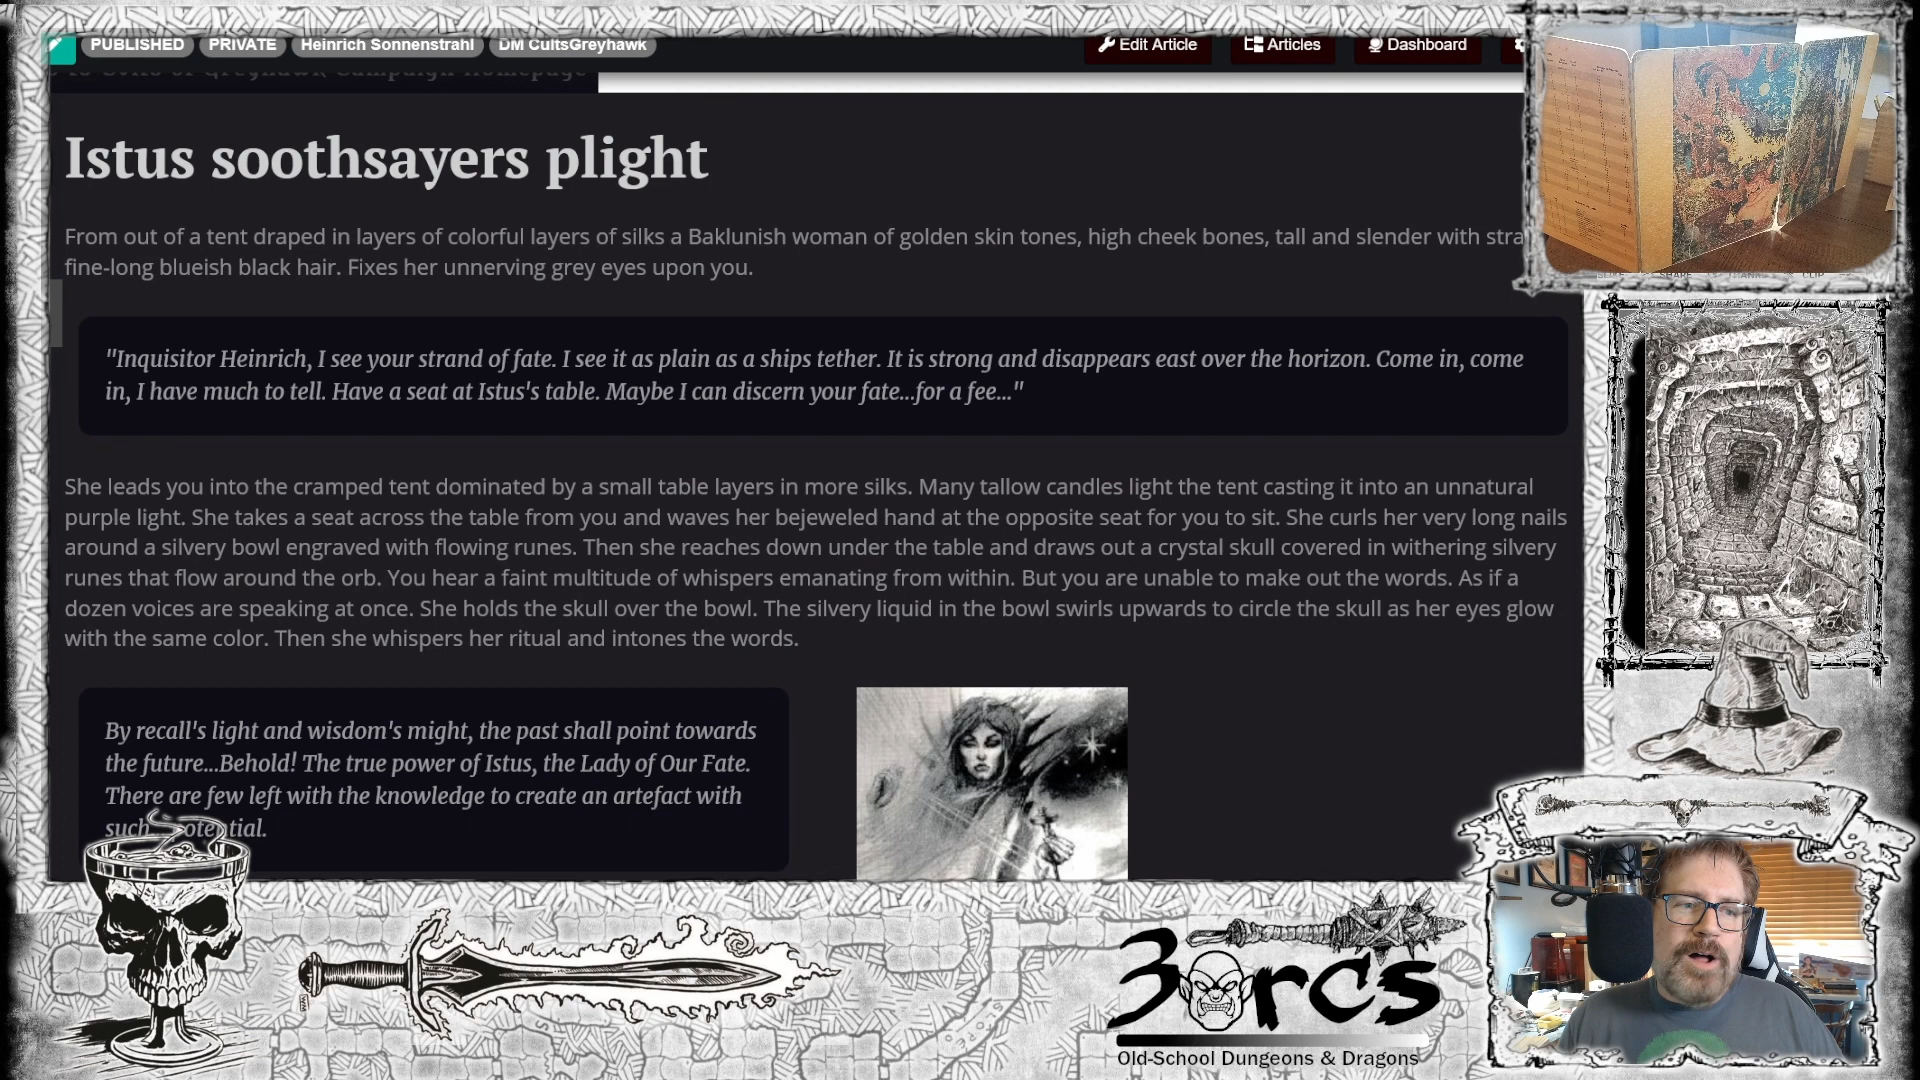 PUBLISHED PRIVATE Heinrich Sonnenstrahl DM CultsGreyhawk Edit Article Articles Dashboard
Istus soothsayers plight
From out of a tent draped in layers of colorful layers of silks a Baklunish woman of golden skin tones, high cheek bones, tall and slender with stra
fine-long blueish black hair. Fixes her unnerving grey eyes upon you.
"Inquisitor Heinrich, I see your strand of fate. I see it as plain as a ships tether. It is strong and disappears east over the horizon. Come in, come
in, I have much to tell. Have a seat at Istus's table. Maybe I can discern your fate...for a fee..."
She leads you into the cramped tent dominated by a small table layers in more silks. Many tallow candles light the tent casting it into an unnatural
purple light. She takes a seat across the table from you and waves her bejeweled hand at the opposite seat for you to sit. She curls her very long nails
around a silvery bowl engraved with flowing runes. Then she reaches down under the table and draws out a crystal skull covered in withering silvery
runes that flow around the orb. You hear a faint multitude of whispers emanating from within. But you are unable to make out the words. As if a
dozen voices are speaking at once. She holds the skull over the bowl. The silvery liquid in the bowl swirls upwards to circle the skull as her eyes glow
with the same color. Then she whispers her ritual and intones the words.
By recall's light and wisdom's might, the past shall point towards
the future...Behold! The true power of Istus, the Lady of Our Fate.
There are few left with the knowledge to create an artefact with
such
3orcs
Old-School Dungeons & Dragons